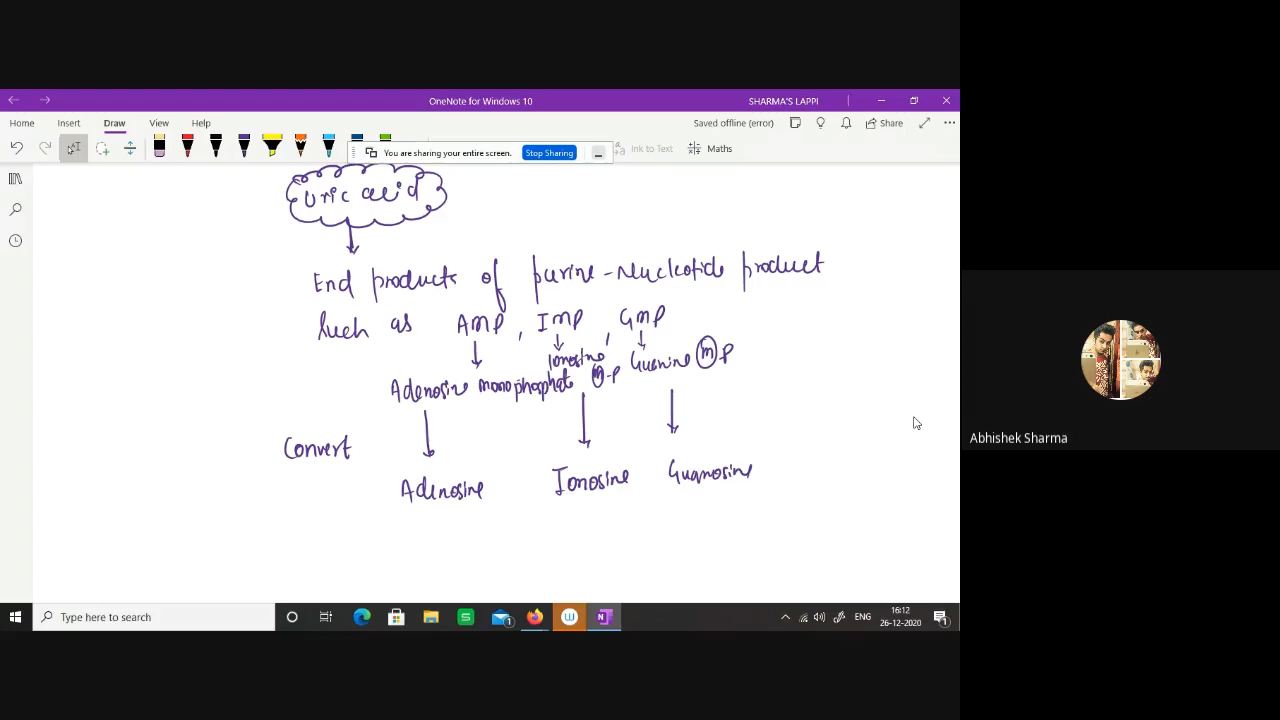 OneNote for Windows 10
SHARMA'S LAPPI
Home Insert Draw View Help
Saved offline (error) Share
You are sharing your entire screen. Stop Sharing
Ink to Text Maths
Uric acid
End products of purine-Nucleotide product
Such as AMP, IMP, GMP
Ionosine Guanine m P
Adenosine monophosphate m-P
Convert
Adenosine Ionosine Guanosine
Abhishek Sharma
Type here to search
ENG
16:12
26-12-2020